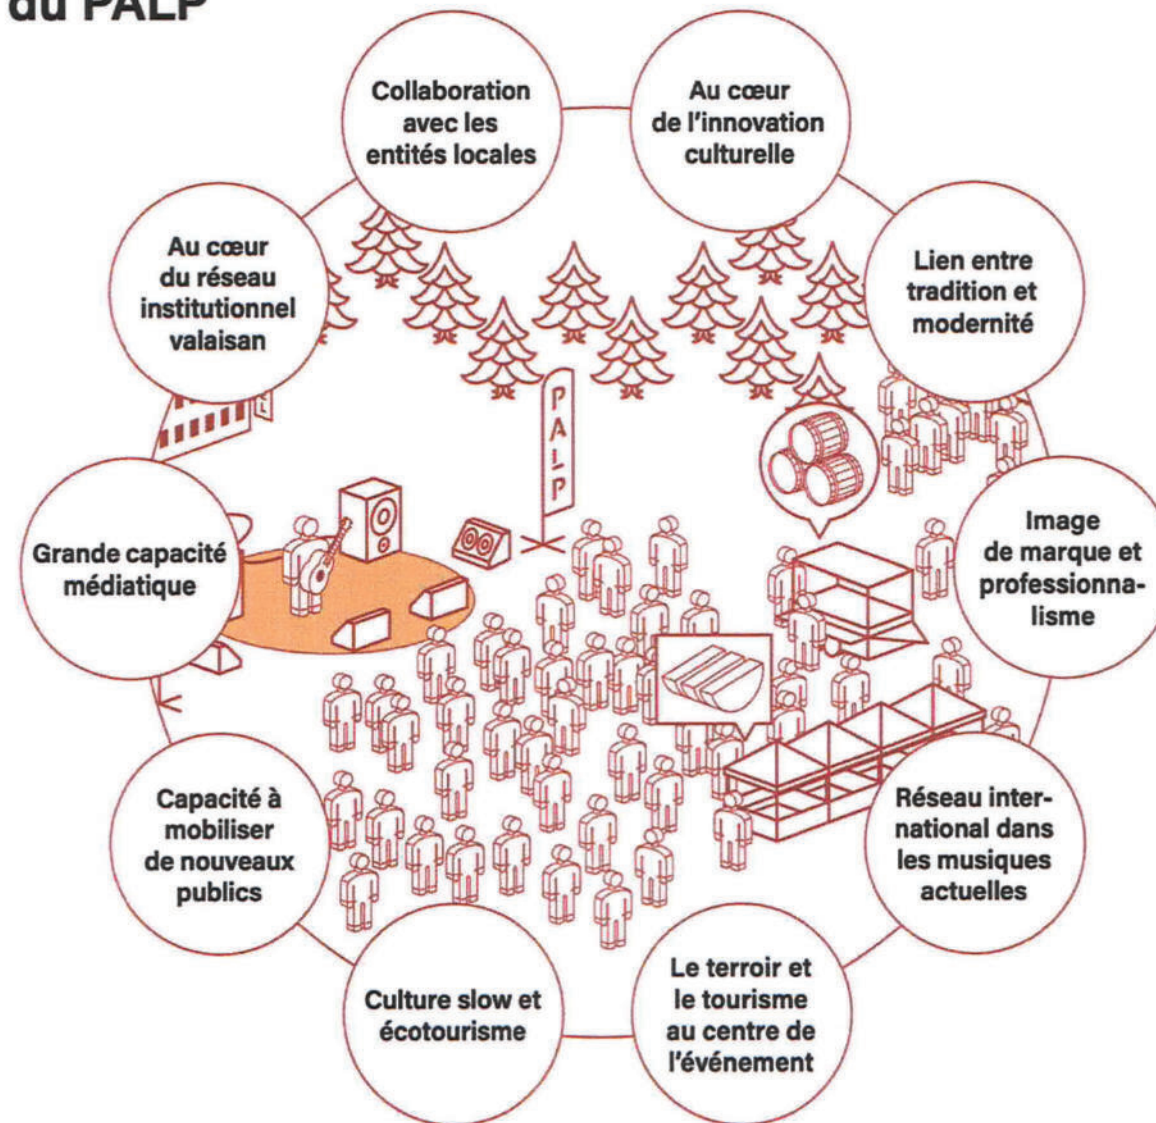 du PALP
Collaboration
avec les
entités locales
Au cœur
de l'innovation
culturelle
Au cœur
du réseau
institutionnel
valaisan
Lien entre
tradition et
modernité
PALP
Grande capacité
médiatique
Image
de marque et
professionna-
lisme
Capacité à
mobiliser
de nouveaux
publics
Réseau inter-
national dans
les musiques
actuelles
Culture slow et
écotourisme
Le terroir et
le tourisme
au centre de
l'événement